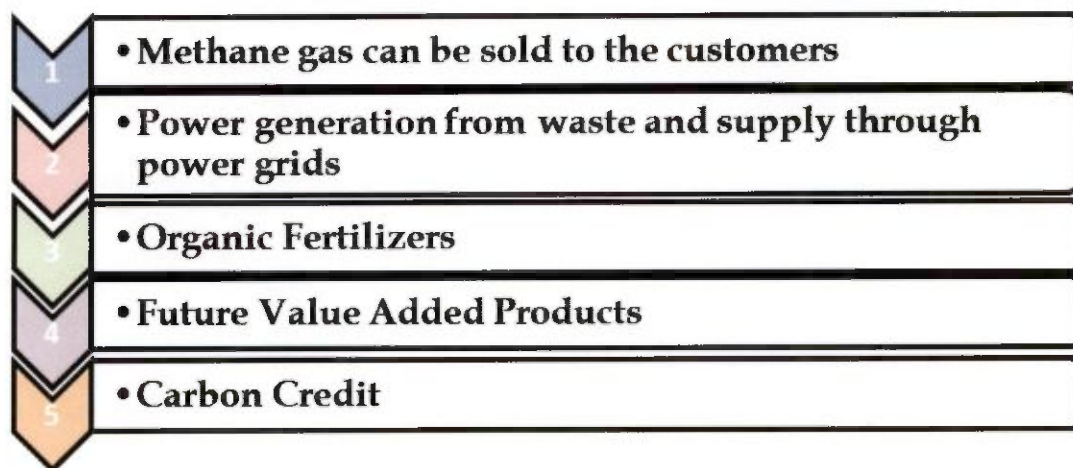 1
• Methane gas can be sold to the customers
2
• Power generation from waste and supply through
power grids
3
• Organic Fertilizers
4
• Future Value Added Products
5
• Carbon Credit